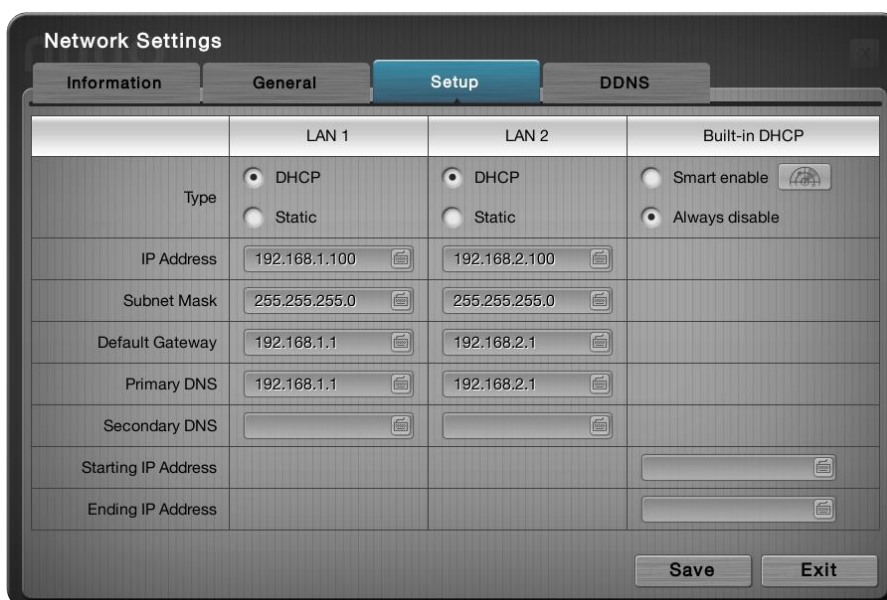 Network Settings
Information General Setup DDNS
LAN 1 LAN 2 Built-in DHCP
Type
DHCP DHCP Smart enable
Static Static Always disable
IP Address 192.168.1.100 192.168.2.100
Subnet Mask 255.255.255.0 255.255.255.0
Default Gateway 192.168.1.1 192.168.2.1
Primary DNS 192.168.1.1 192.168.2.1
Secondary DNS
Starting IP Address
Ending IP Address
Save Exit